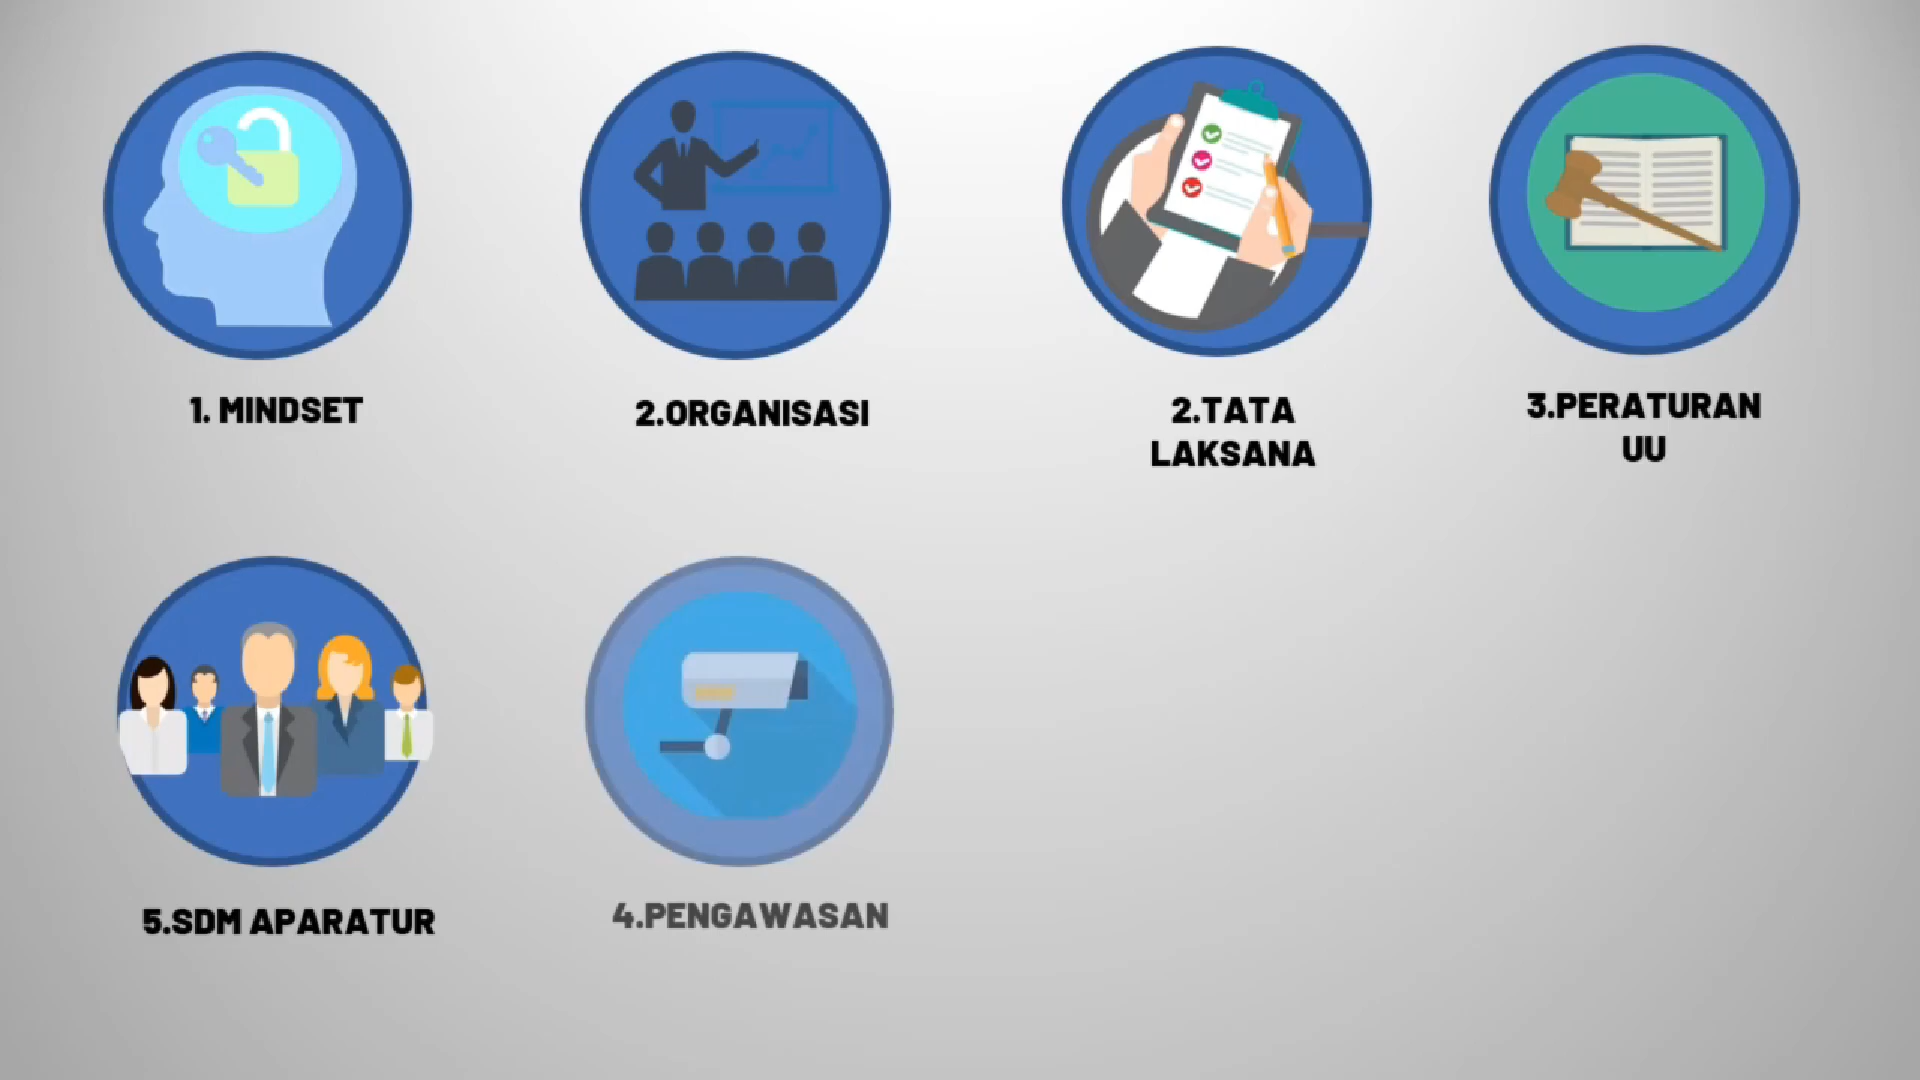 1. MINDSET
2.ORGANISASI
2.TATA
LAKSANA
3.PERATURAN
UU
5.SDM APARATUR
4.PENGAWASAN